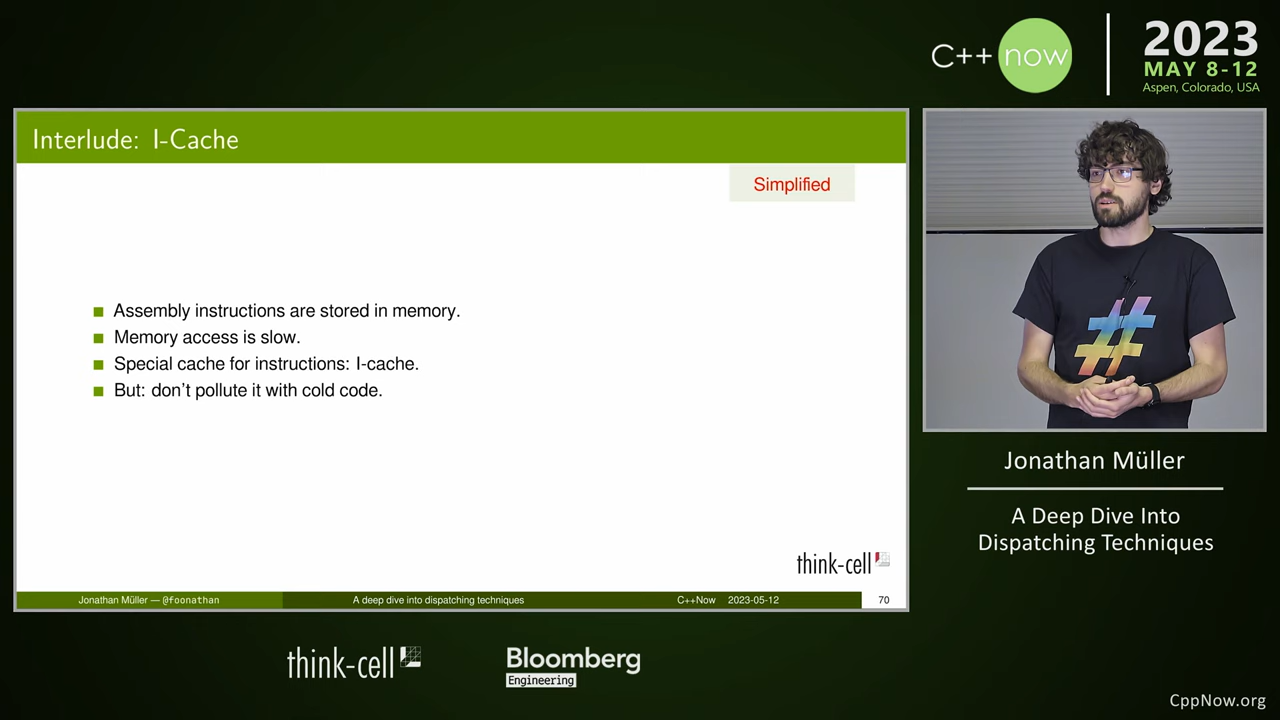 C++ now
2023
MAY 8-12
Aspen, Colorado, USA
Interlude: I-Cache
Simplified
Assembly instructions are stored in memory.
Memory access is slow.
Special cache for instructions: I-cache.
But: don't pollute it with cold code.
think-cell
Jonathan Müller — @foonathan
A deep dive into dispatching techniques
C++Now 2023-05-12
70
#
Jonathan Müller
A Deep Dive Into
Dispatching Techniques
think-cell
Bloomberg
Engineering
CppNow.org